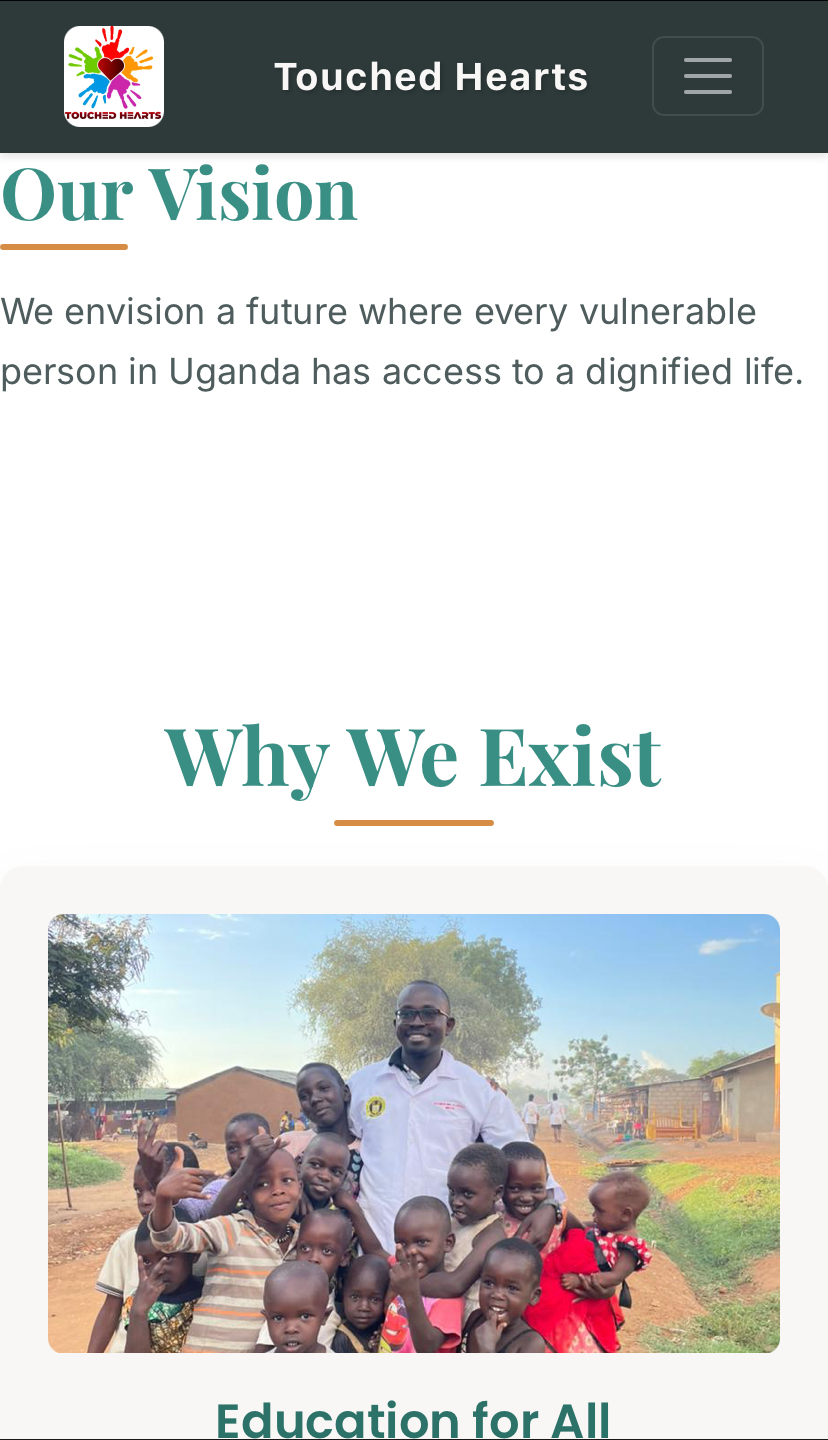 TOUCHED HEARTS
Touched Hearts
Our Vision
We envision a future where every vulnerable
person in Uganda has access to a dignified life.
Why We Exist
Education for All